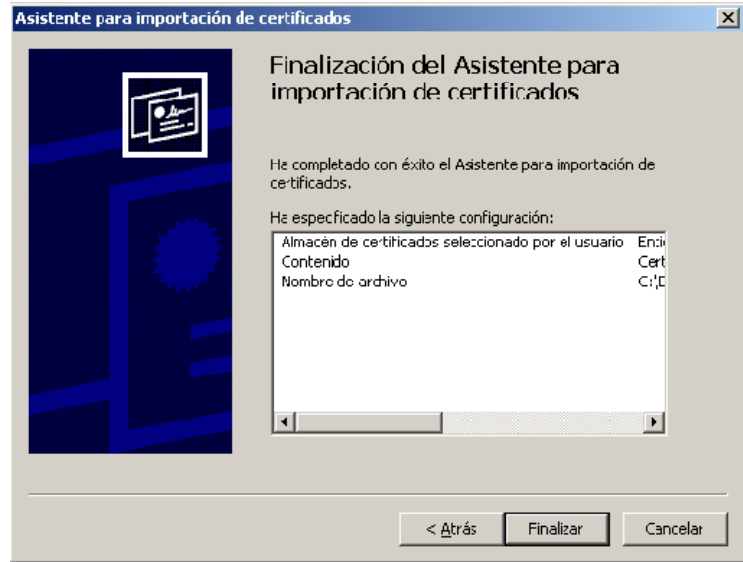 Asistente para importación de certificados
Finalización del Asistente para
importación de certificados
Ha completado con éxito el Asistente para importación de
certificados.
Ha especificado la siguiente configuración:
Almacén de certificados seleccionado por el usuario Enti
Contenido Cert
Nombre de archivo C:\D
< Atrás Finalizar Cancelar